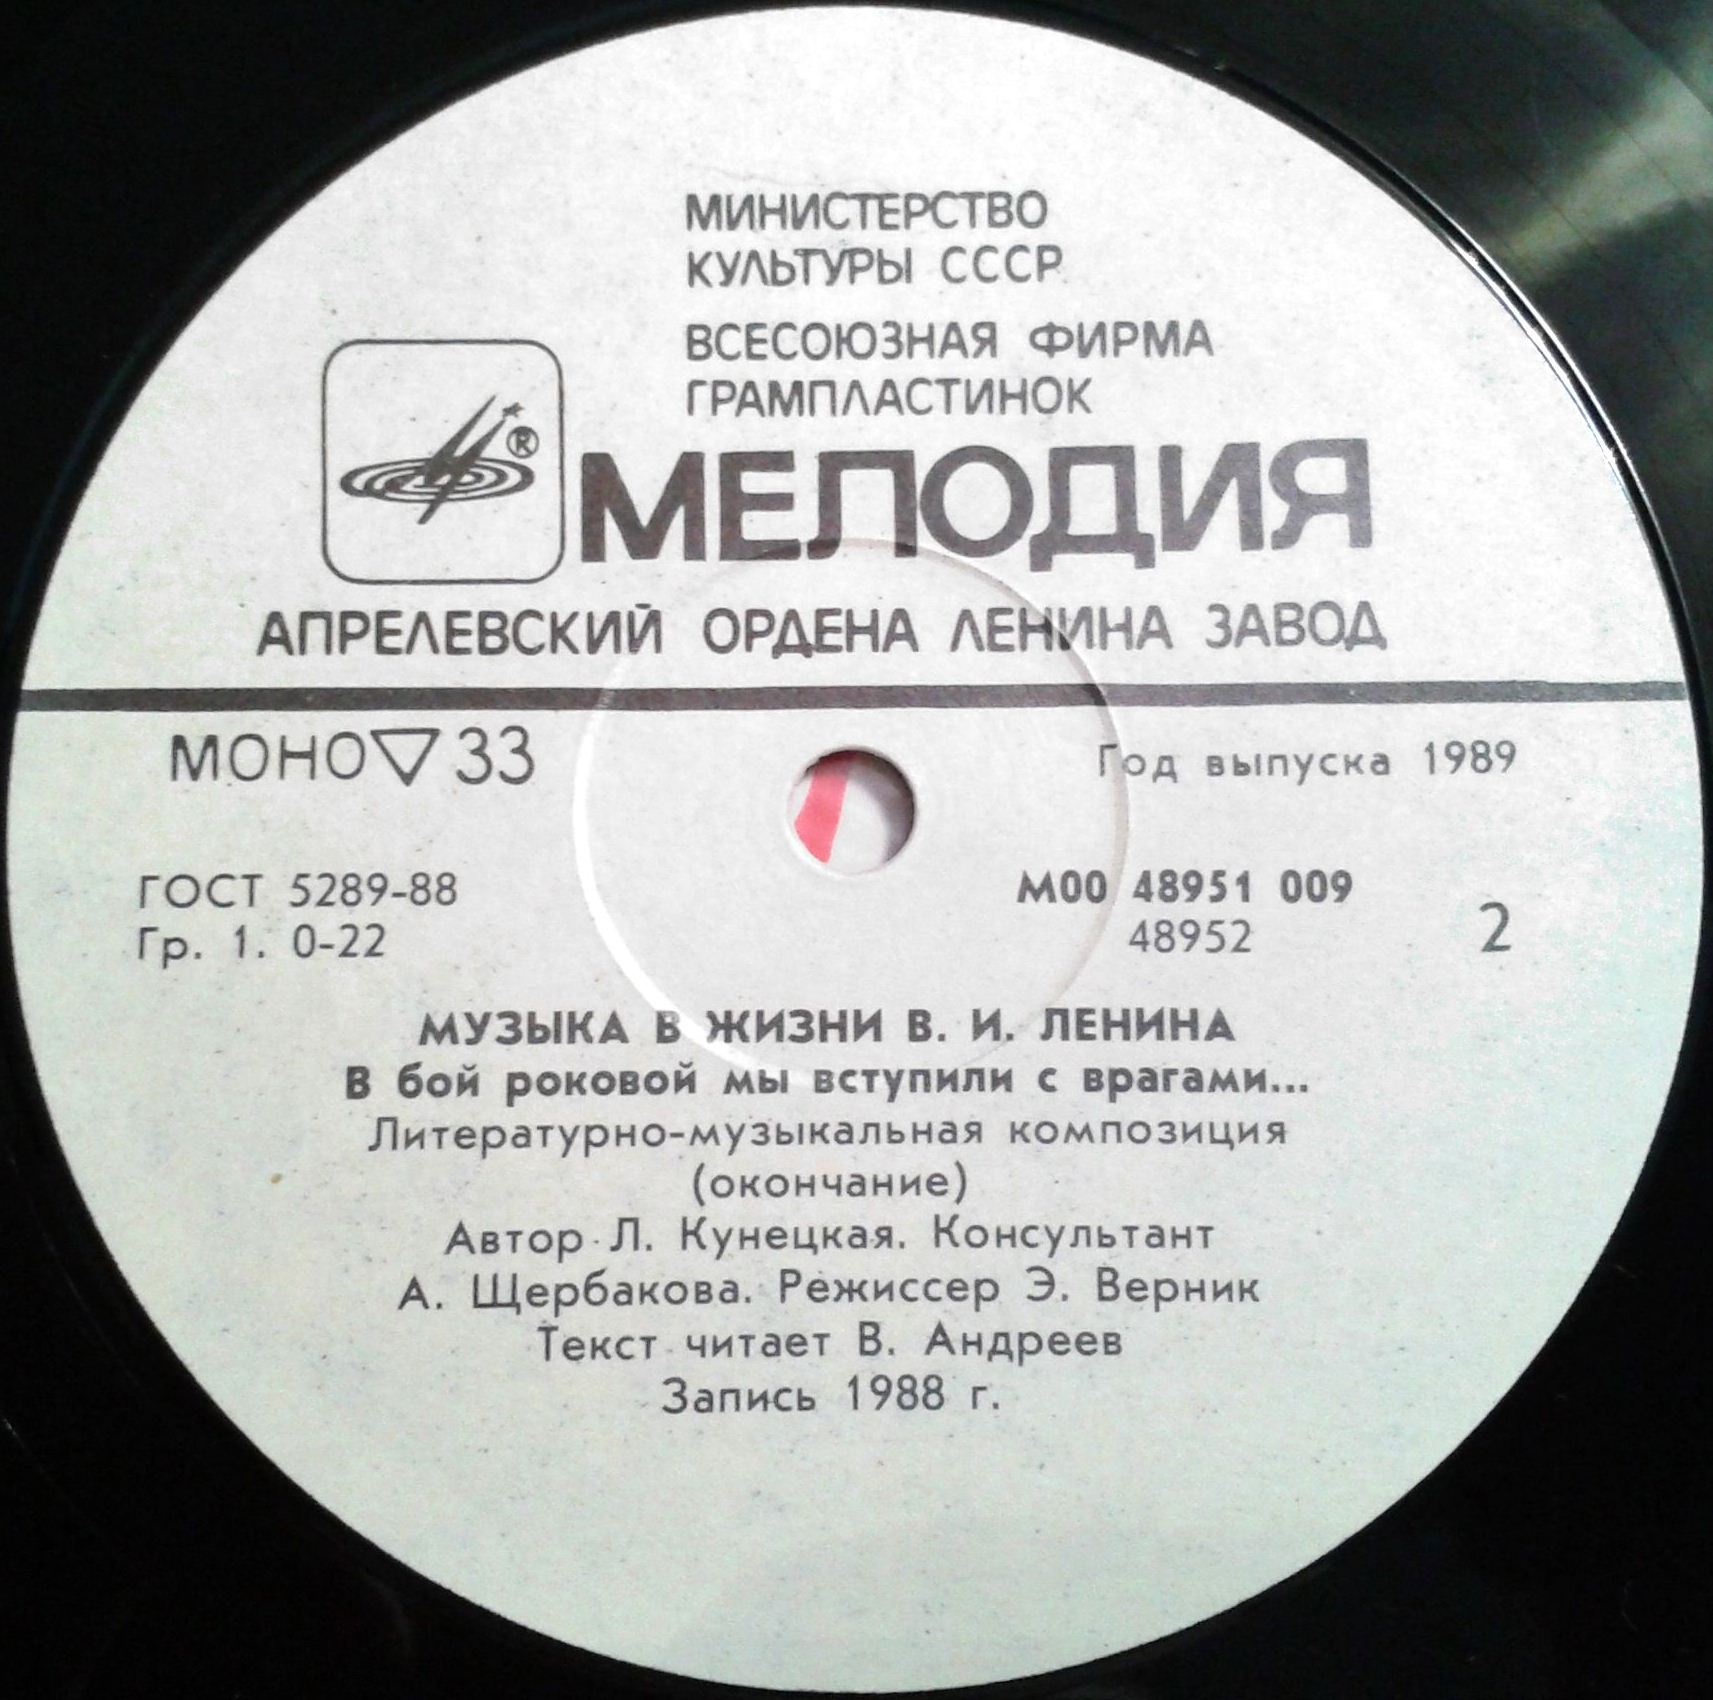 МИНИСТЕРСТВО
КУЛЬТУРЫ СССР
ВСЕСОЮЗНАЯ ФИРМА
ГРАМПЛАСТИНОК
®
МЕЛОДИЯ
АПРЕЛЕВСКИЙ ОРДЕНА ЛЕНИНА ЗАВОД
МОНО ▽ 33
Год выпуска 1989
ГОСТ 5289-88
Гр. 1. 0-22
М00 48951 009
48952
2
МУЗЫКА В ЖИЗНИ В. И. ЛЕНИНА
В бой роковой мы вступили с врагами...
Литературно-музыкальная композиция
(окончание)
Автор Л. Кунецкая. Консультант
А. Щербакова. Режиссер Э. Верник
Текст читает В. Андреев
Запись 1988 г.